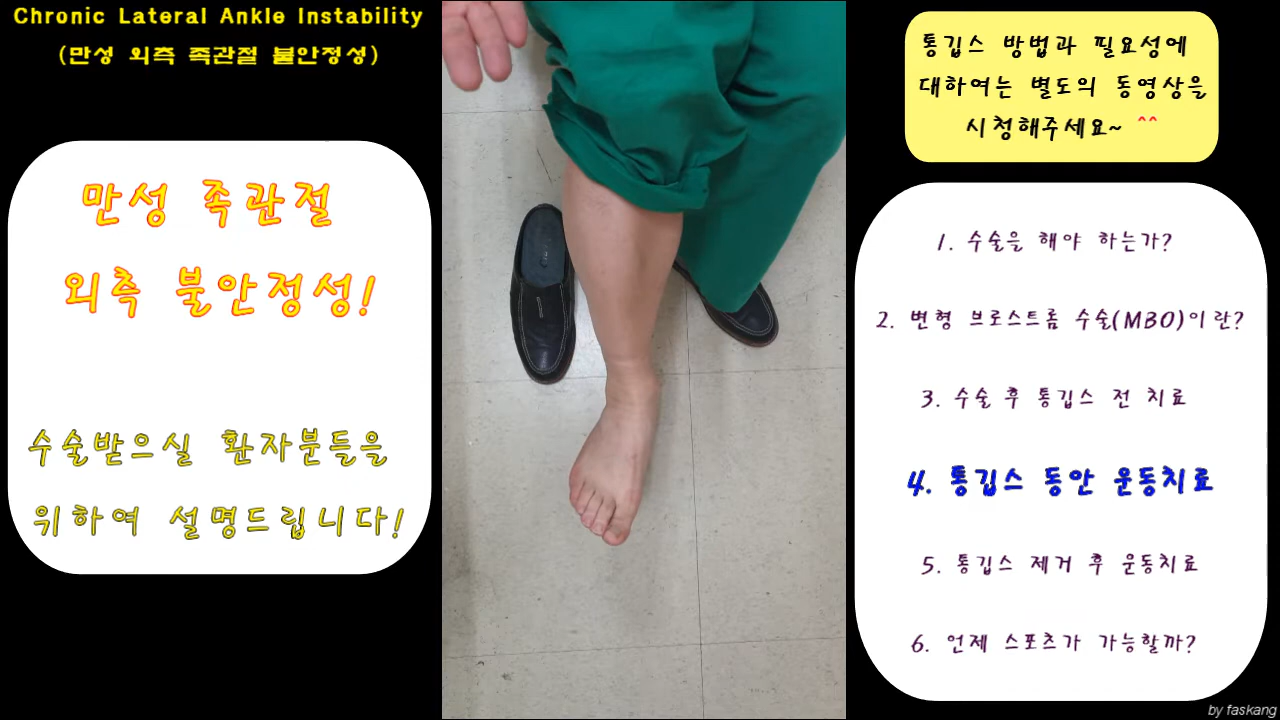 Chronic Lateral Ankle Instability
(만성 외측 족관절 불안정성)
만성 족관절
외측 불안정성!
수술받으실 환자분들을
위하여 설명드립니다!
통깁스 방법과 필요성에
대하여는 별도의 동영상을
시청해주세요~ ^^
1. 수술을 해야 하는가?
2. 변형 브로스트롬 수술(MBO)이란?
3. 수술 후 통깁스 전 치료
4. 통깁스 동안 운동치료
5. 통깁스 제거 후 운동치료
6. 언제 스포츠가 가능할까?
by faskang